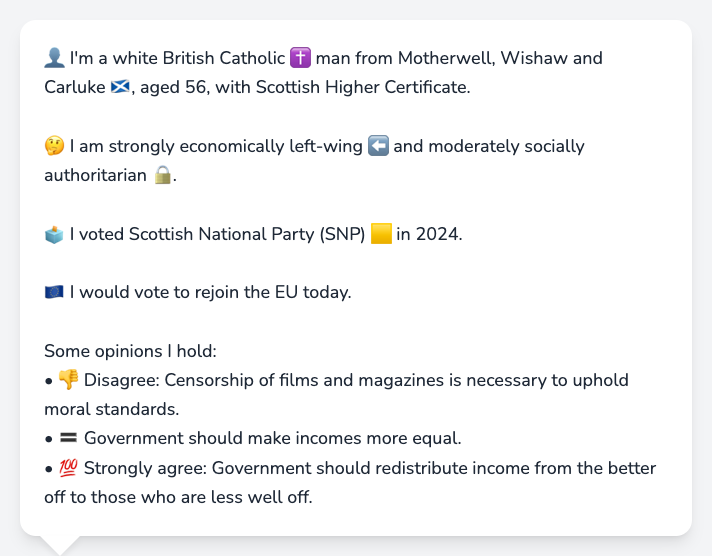 👤 I'm a white British Catholic ✝️ man from Motherwell, Wishaw and
Carluke 🏴󠁧󠁢󠁳󠁣󠁴󠁿, aged 56, with Scottish Higher Certificate.
🤔 I am strongly economically left-wing ⬅️ and moderately socially
authoritarian 🔒.
🗳️ I voted Scottish National Party (SNP) 🟨 in 2024.
🇪🇺 I would vote to rejoin the EU today.
Some opinions I hold:
• 👎 Disagree: Censorship of films and magazines is necessary to uphold
moral standards.
• 🟰 Government should make incomes more equal.
• 💯 Strongly agree: Government should redistribute income from the better
off to those who are less well off.